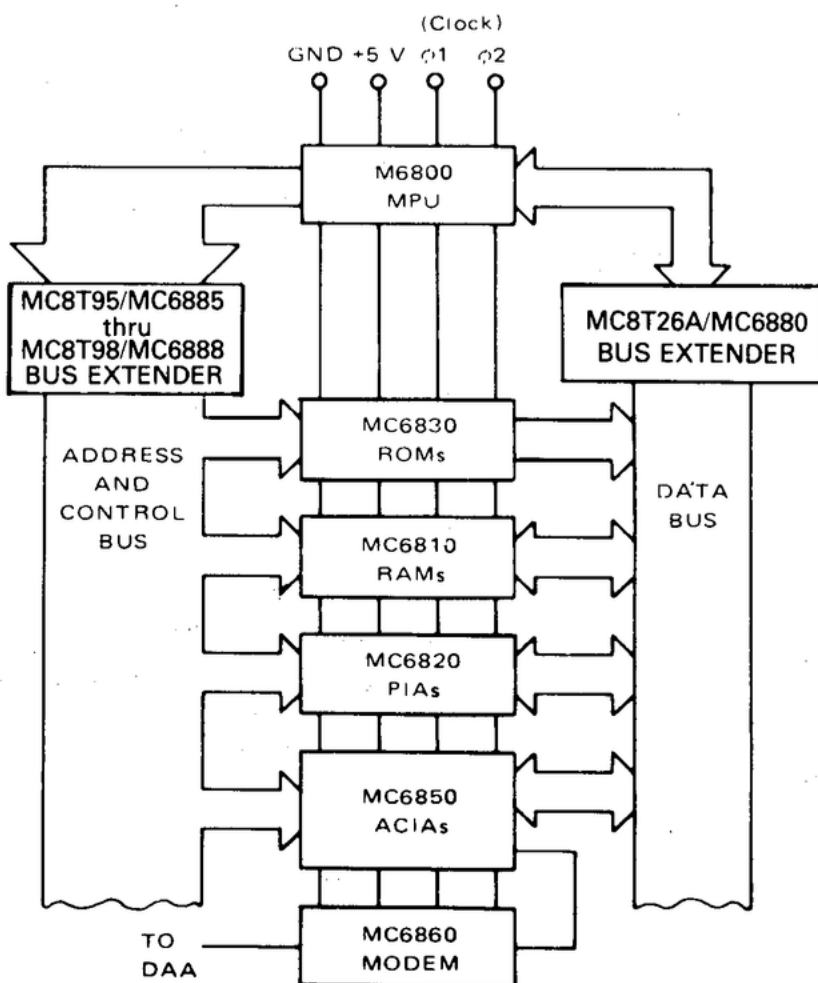 (Clock)
GND +5 V ϕ1 ϕ2
M6800
MPU
MC8T95/MC6885
thru
MC8T98/MC6888
BUS EXTENDER
MC8T26A/MC6880
BUS EXTENDER
ADDRESS
AND
CONTROL
BUS
MC6830
ROMs
DATA
BUS
MC6810
RAMs
MC6820
PIAs
MC6850
ACIAs
TO
DAA
MC6860
MODEM